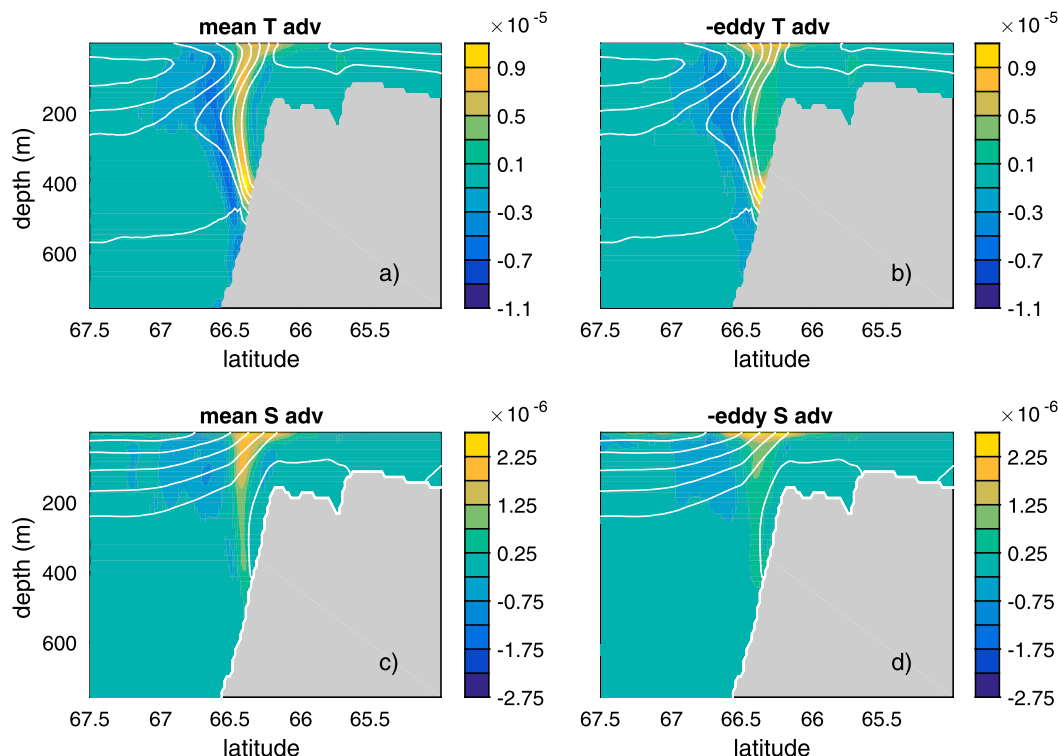 mean T adv
× 10 -5
0.9
0.5
0.1
-0.3
-0.7
-1.1
200
400
600
depth (m)
a)
67.5 67 66.5 66 65.5
latitude
-eddy T adv
× 10 -5
0.9
0.5
0.1
-0.3
-0.7
-1.1
b)
67.5 67 66.5 66 65.5
latitude
mean S adv
× 10 -6
2.25
1.25
0.25
-0.75
-1.75
-2.75
200
400
600
depth (m)
c)
67.5 67 66.5 66 65.5
latitude
-eddy S adv
× 10 -6
2.25
1.25
0.25
-0.75
-1.75
-2.75
d)
67.5 67 66.5 66 65.5
latitude